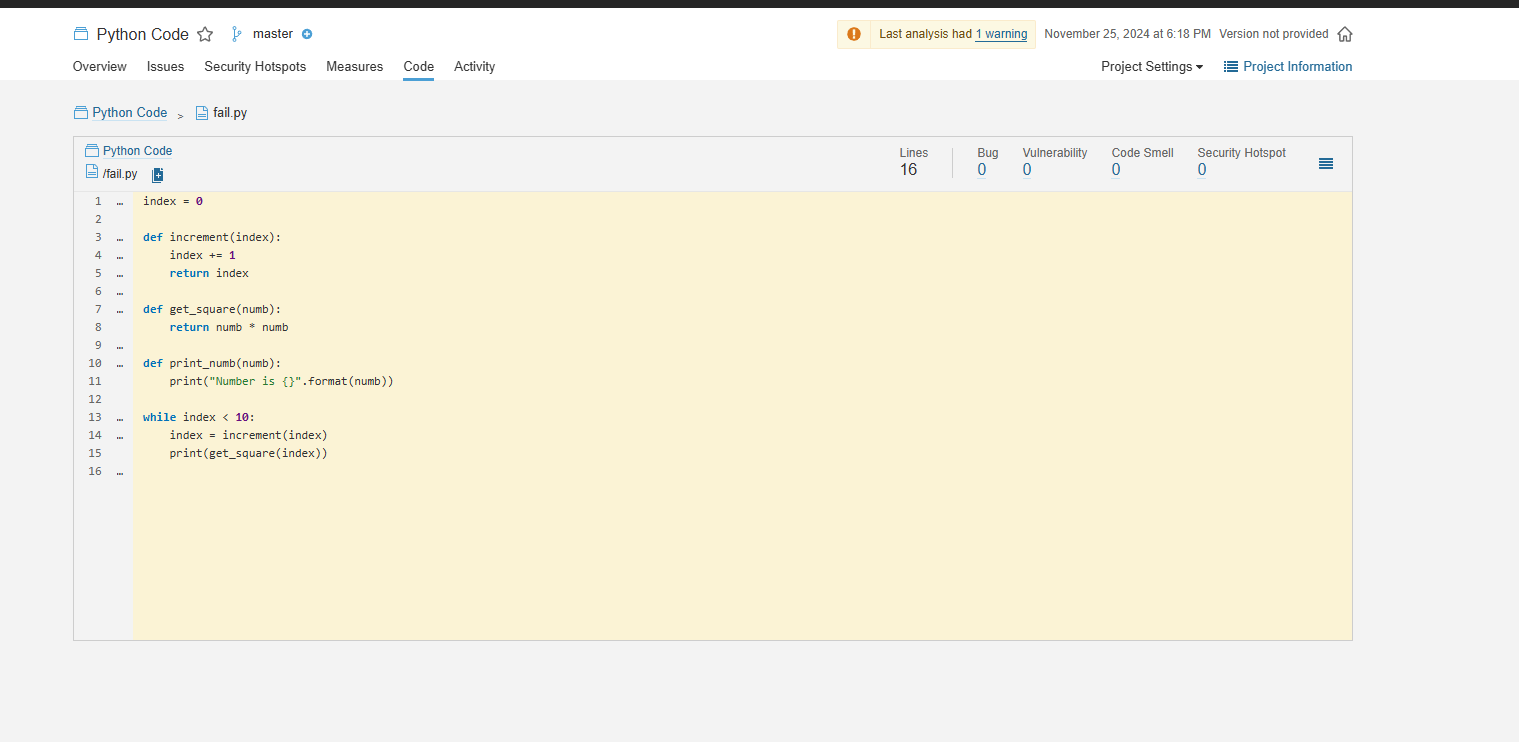 Python Code master
Last analysis had 1 warning November 25, 2024 at 6:18 PM Version not provided
Overview Issues Security Hotspots Measures Code Activity
Project Settings Project Information
Python Code > fail.py
Python Code
/fail.py
Lines Bug Vulnerability Code Smell Security Hotspot
16 0 0 0 0
1 … index = 0
2
3 … def increment(index):
4 …     index += 1
5 …     return index
6 …
7 … def get_square(numb):
8     return numb * numb
9 …
10 … def print_numb(numb):
11     print("Number is {}".format(numb))
12
13 … while index < 10:
14 …     index = increment(index)
15     print(get_square(index))
16 …